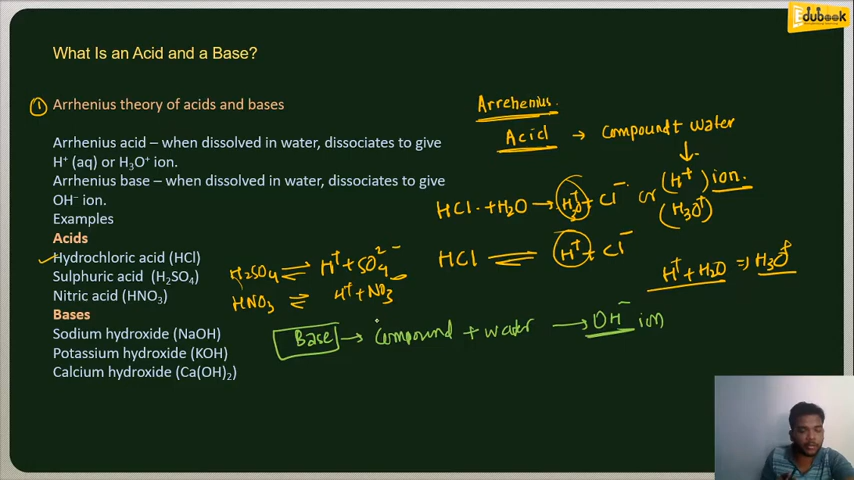 Edubook
What Is an Acid and a Base?
① Arrhenius theory of acids and bases
Arrhenius acid – when dissolved in water, dissociates to give
H⁺ (aq) or H₃O⁺ ion.
Arrhenius base – when dissolved in water, dissociates to give
OH⁻ ion.
Examples
Acids
Hydrochloric acid (HCl)
Sulphuric acid (H₂SO₄)
Nitric acid (HNO₃)
Bases
Sodium hydroxide (NaOH)
Potassium hydroxide (KOH)
Calcium hydroxide (Ca(OH)₂)
Arrehenius.
Acid → Compound + water
↓
or (H⁺) ion.
(H₃O⁺)
HCl + H₂O → H₃O⁺ + Cl⁻
HCl ⇌ H⁺ + Cl⁻
H⁺ + H₂O ⇒ H₃O⁺
H₂SO₄ ⇌ H⁺ + SO₄²⁻
HNO₃ ⇌ H⁺ + NO₃⁻
Base → Compound + water → OH⁻ ion